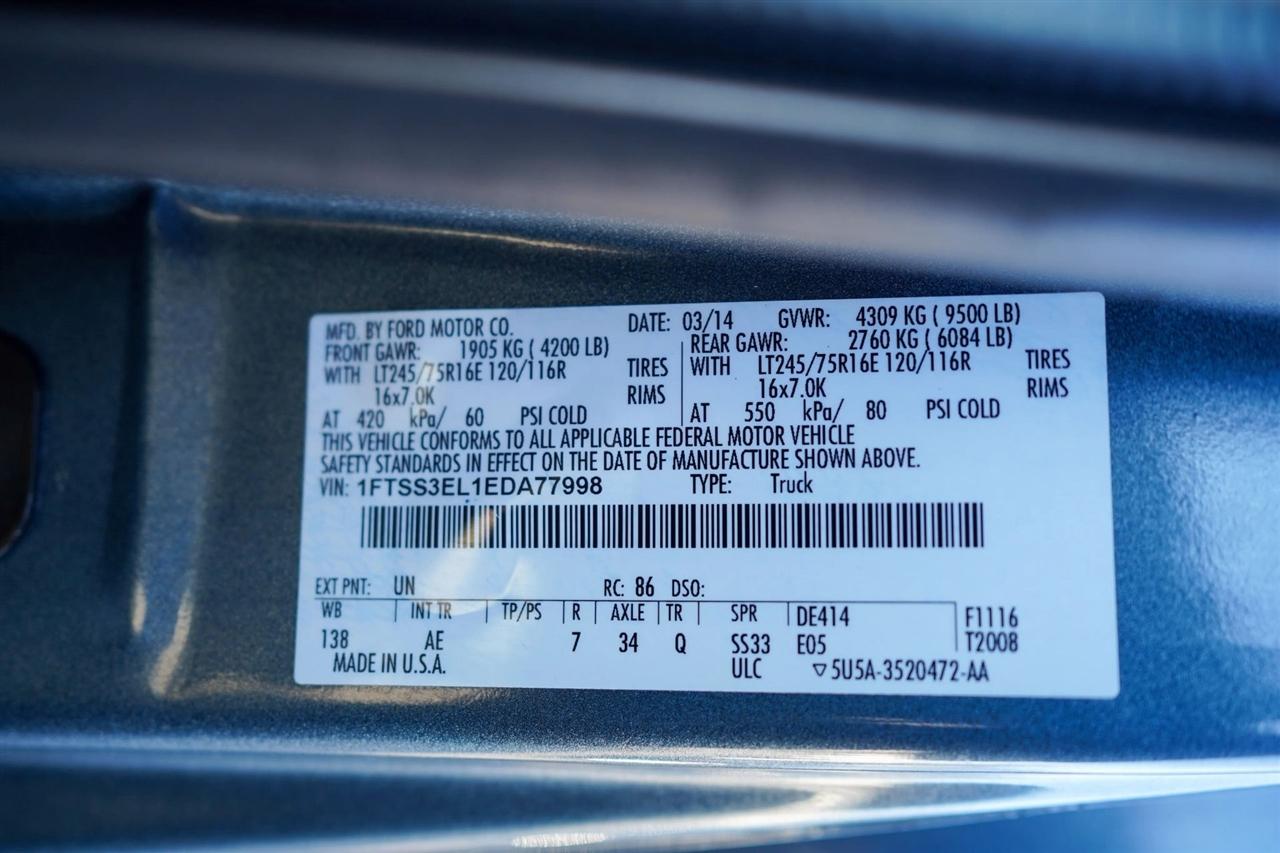 MFD. BY FORD MOTOR CO. DATE: 03/14 GVWR: 4309 KG ( 9500 LB)
FRONT GAWR: 1905 KG ( 4200 LB) REAR GAWR: 2760 KG ( 6084 LB)
WITH LT245/75R16E 120/116R TIRES WITH LT245/75R16E 120/116R TIRES
16x7.0K RIMS 16x7.0K RIMS
AT 420 kPa/ 60 PSI COLD AT 550 kPa/ 80 PSI COLD
THIS VEHICLE CONFORMS TO ALL APPLICABLE FEDERAL MOTOR VEHICLE
SAFETY STANDARDS IN EFFECT ON THE DATE OF MANUFACTURE SHOWN ABOVE.
VIN: 1FTSS3EL1EDA77998 TYPE: Truck
EXT PNT: UN RC: 86 DSO:
WB INT TR TP/PS R AXLE TR SPR DE414 F1116
138 AE 7 34 Q SS33 E05 T2008
MADE IN U.S.A. ULC ▽5U5A-3520472-AA